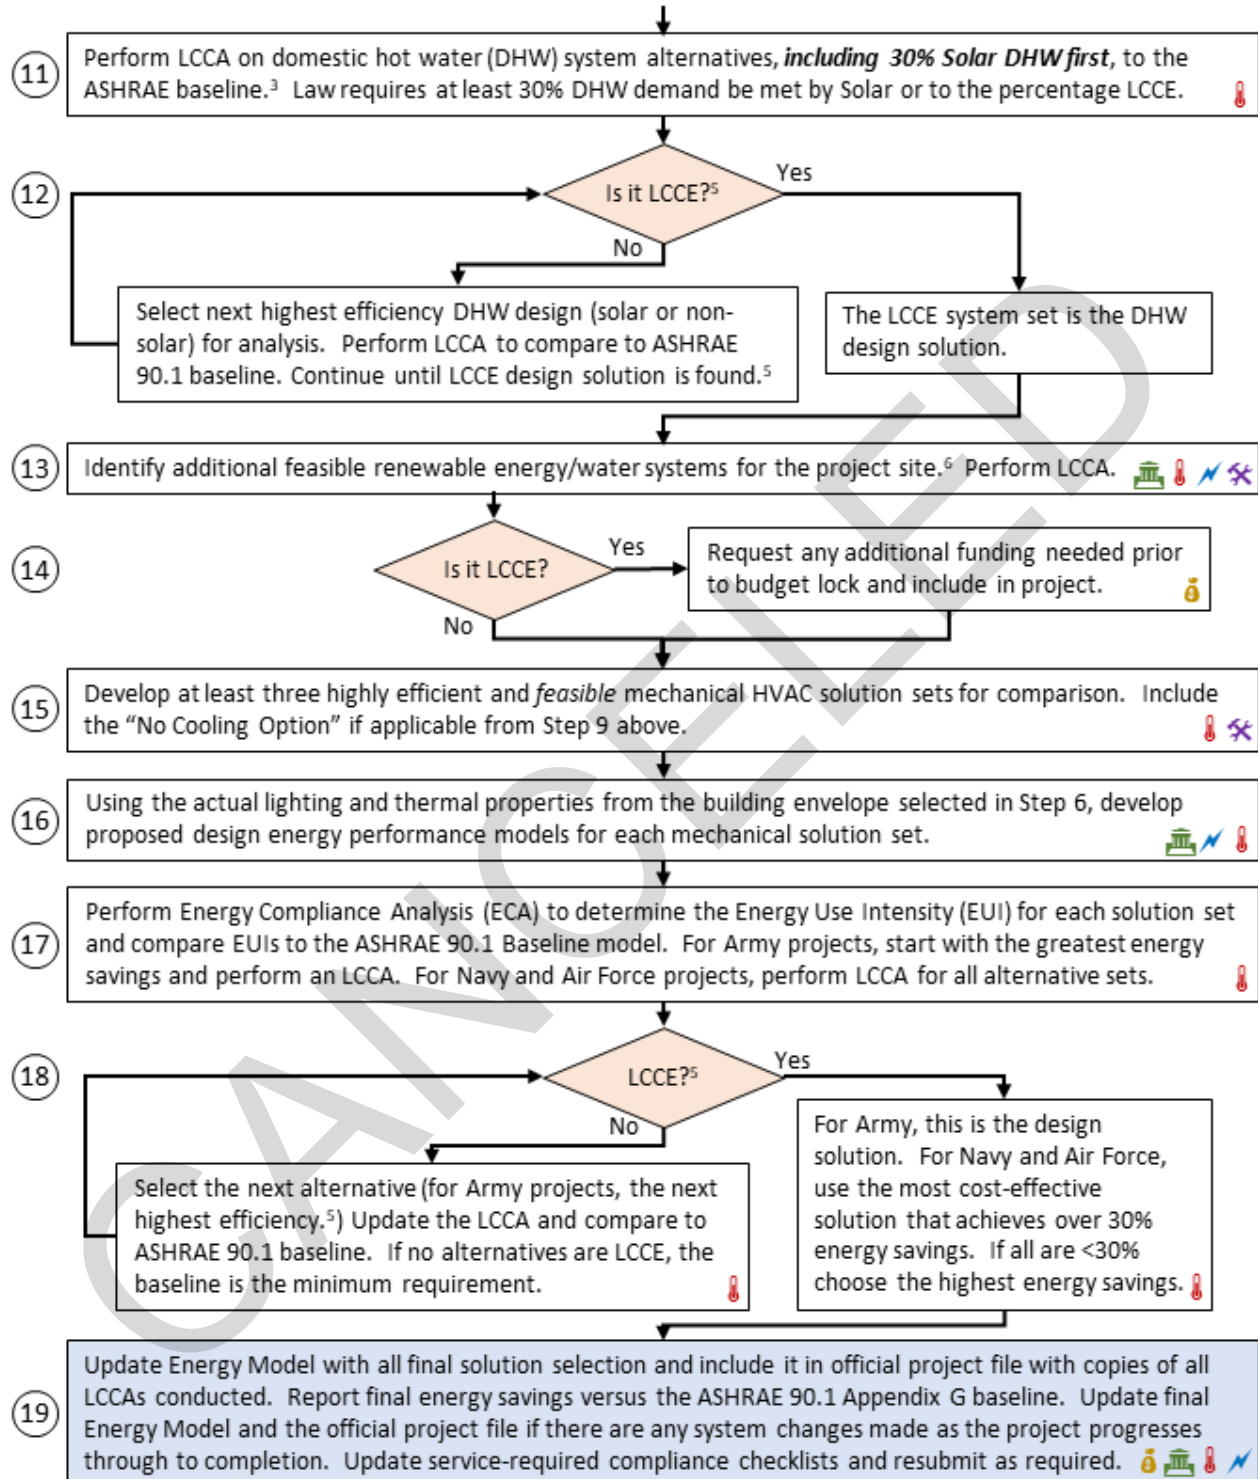 11
Perform LCCA on domestic hot water (DHW) system alternatives, including 30% Solar DHW first, to the
ASHRAE baseline.³ Law requires at least 30% DHW demand be met by Solar or to the percentage LCCE.
12
Is it LCCE?⁵
Yes
No
Select next highest efficiency DHW design (solar or non-
solar) for analysis. Perform LCCA to compare to ASHRAE
90.1 baseline. Continue until LCCE design solution is found.⁵
The LCCE system set is the DHW
design solution.
13
Identify additional feasible renewable energy/water systems for the project site.⁶ Perform LCCA.
14
Is it LCCE?
Yes
No
Request any additional funding needed prior
to budget lock and include in project.
15
Develop at least three highly efficient and feasible mechanical HVAC solution sets for comparison. Include
the “No Cooling Option” if applicable from Step 9 above.
16
Using the actual lighting and thermal properties from the building envelope selected in Step 6, develop
proposed design energy performance models for each mechanical solution set.
17
Perform Energy Compliance Analysis (ECA) to determine the Energy Use Intensity (EUI) for each solution set
and compare EUIs to the ASHRAE 90.1 Baseline model. For Army projects, start with the greatest energy
savings and perform an LCCA. For Navy and Air Force projects, perform LCCA for all alternative sets.
18
LCCE?⁵
Yes
No
Select the next alternative (for Army projects, the next
highest efficiency.⁵) Update the LCCA and compare to
ASHRAE 90.1 baseline. If no alternatives are LCCE, the
baseline is the minimum requirement.
For Army, this is the design
solution. For Navy and Air Force,
use the most cost-effective
solution that achieves over 30%
energy savings. If all are <30%
choose the highest energy savings.
19
Update Energy Model with all final solution selection and include it in official project file with copies of all
LCCAs conducted. Report final energy savings versus the ASHRAE 90.1 Appendix G baseline. Update final
Energy Model and the official project file if there are any system changes made as the project progresses
through to completion. Update service-required compliance checklists and resubmit as required.
CANCELED